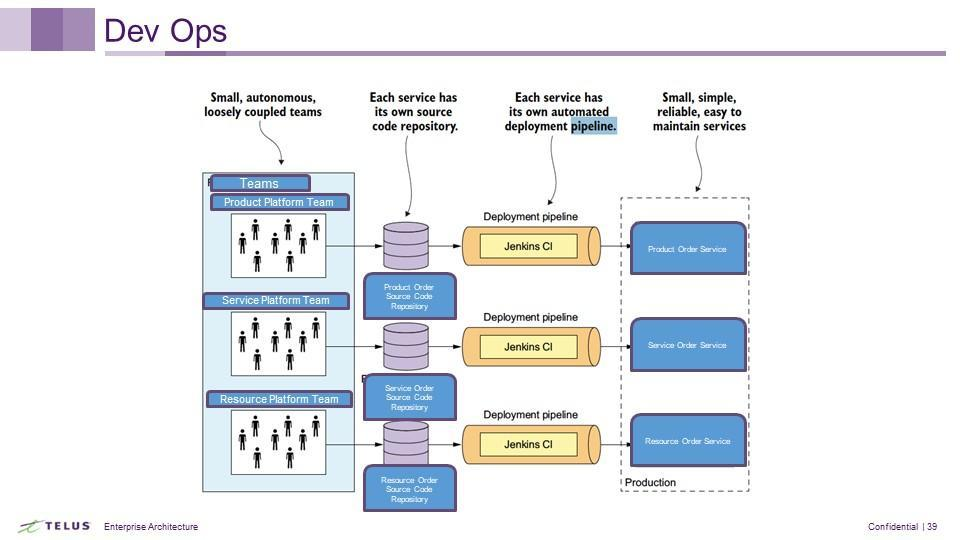 Dev Ops
Small, autonomous,
loosely coupled teams
Each service has
its own source
code repository.
Each service has
its own automated
deployment pipeline.
Small, simple,
reliable, easy to
maintain services
Teams
Product Platform Team
Deployment pipeline
Jenkins CI
Product Order Service
Product Order
Source Code
Repository
Service Platform Team
Deployment pipeline
Jenkins CI
Service Order Service
Service Order
Source Code
Repository
Resource Platform Team
Deployment pipeline
Jenkins CI
Resource Order Service
Resource Order
Source Code
Repository
Production
TELUS
Enterprise Architecture
Confidential | 39